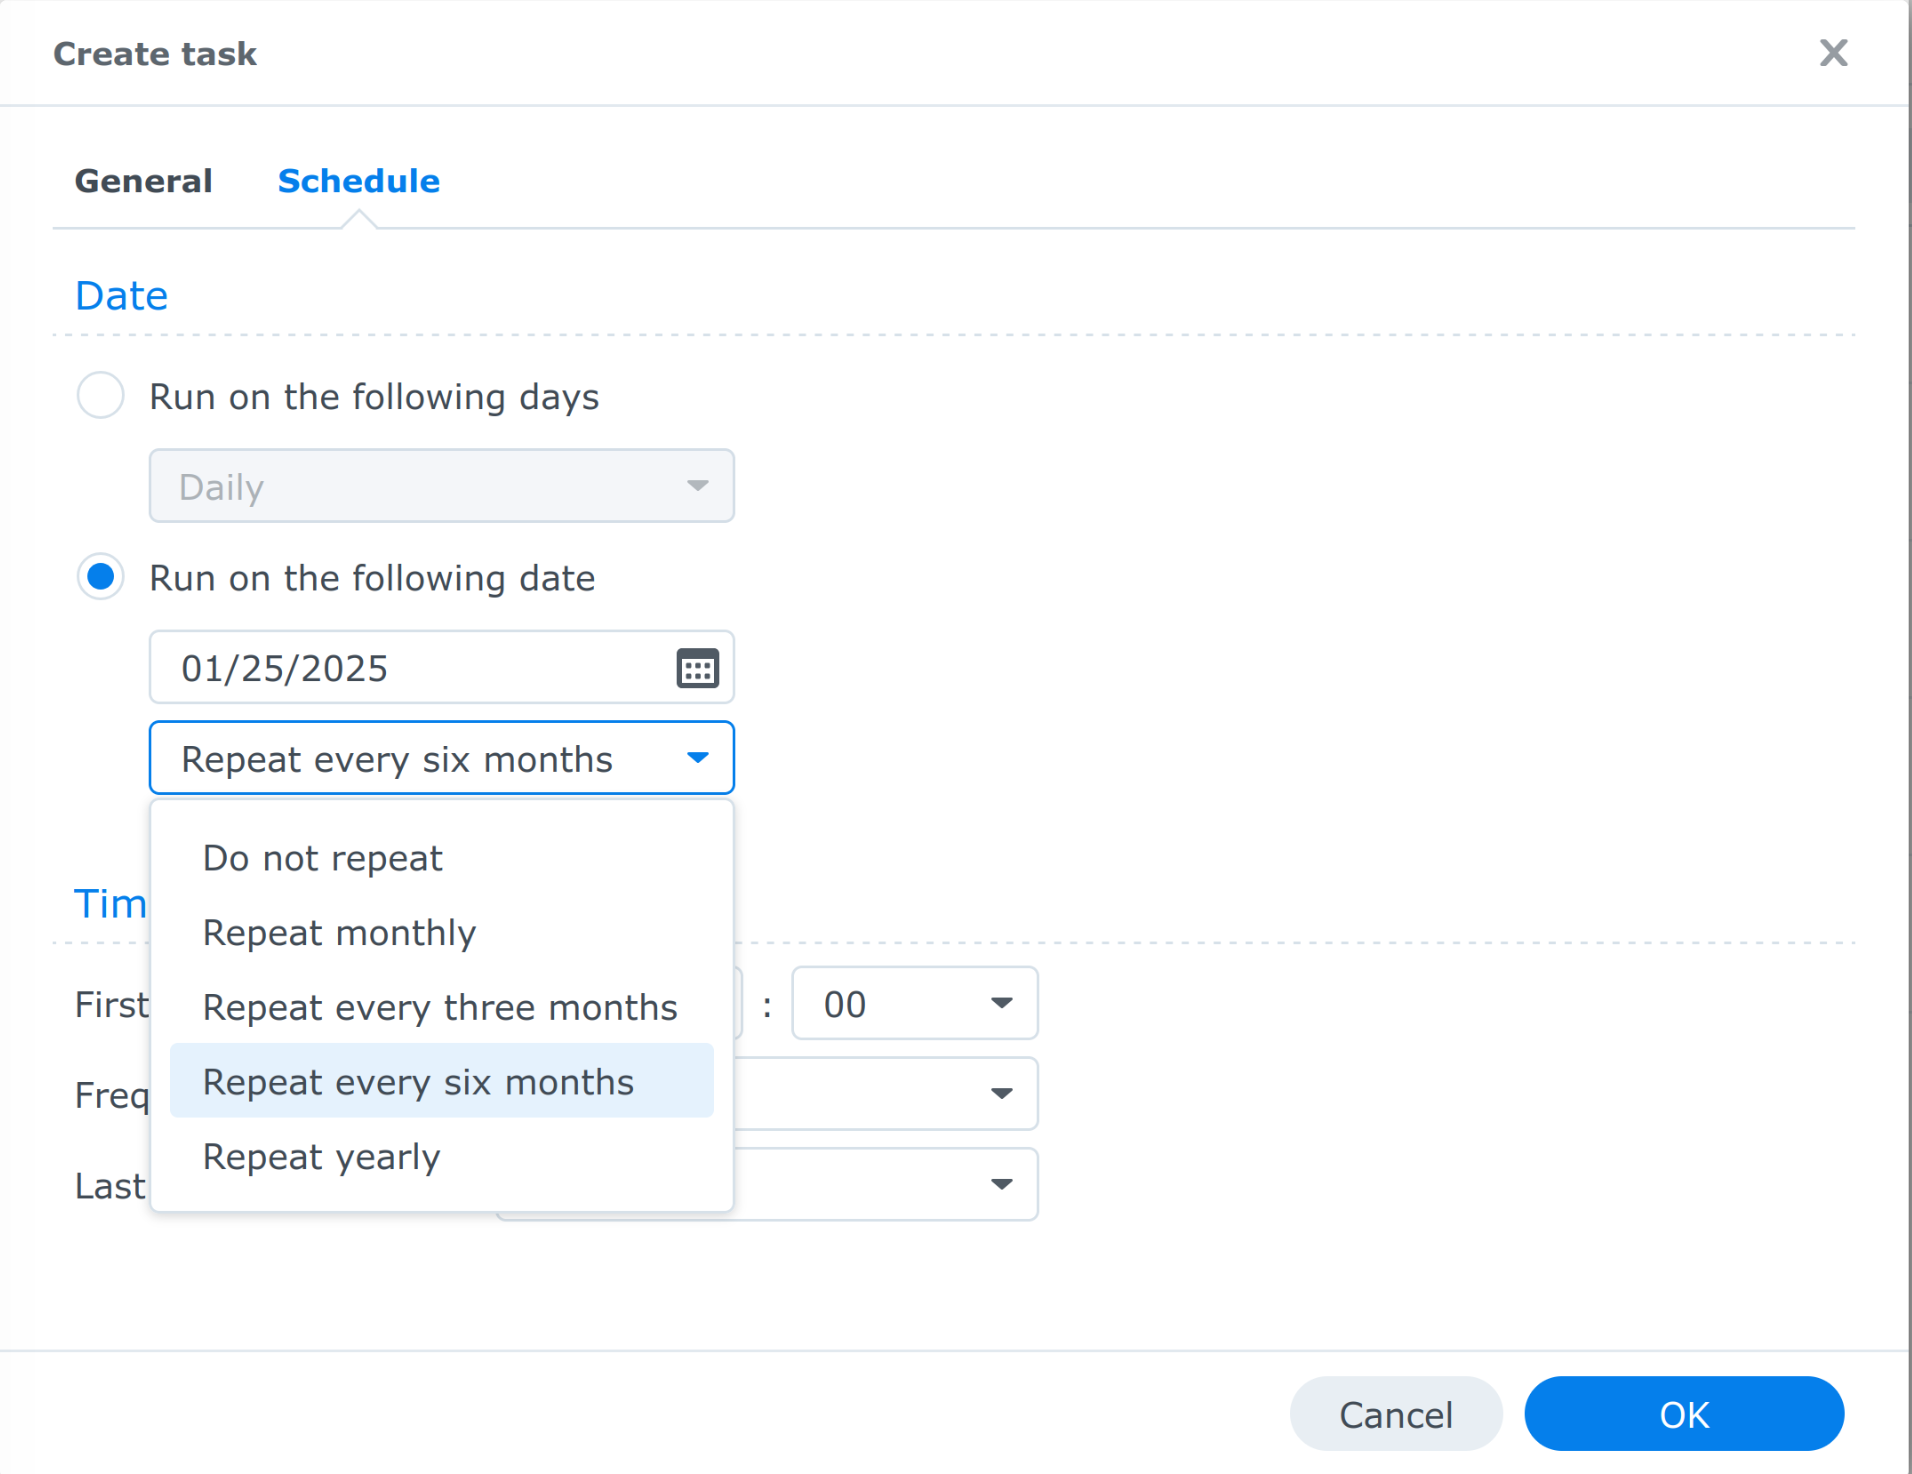 Create task
General Schedule
Date
Run on the following days
Daily
Run on the following date
01/25/2025
Repeat every six months
Do not repeat
Repeat monthly
Repeat every three months
Repeat every six months
Repeat yearly
Tim
First : 00
Freq
Last
Cancel OK